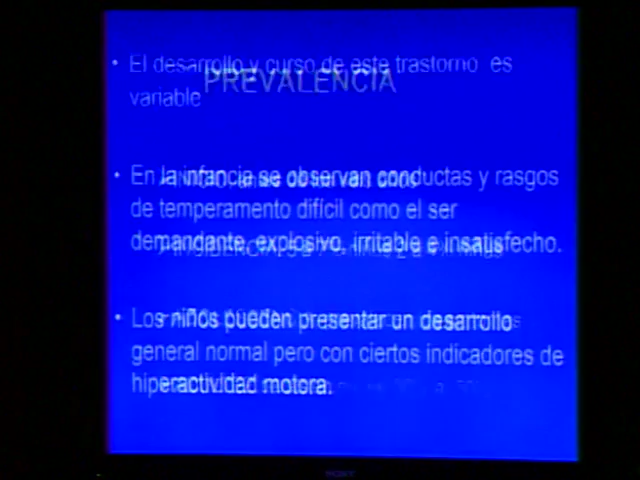 • El desarrollo y curso de este trastorno es
variable
PREVALENCIA
• En la infancia se observan conductas y rasgos
de temperamento difícil como el ser
demandante, explosivo, irritable e insatisfecho.
• Los niños pueden presentar un desarrollo
general normal pero con ciertos indicadores de
hiperactividad motora.
SONY